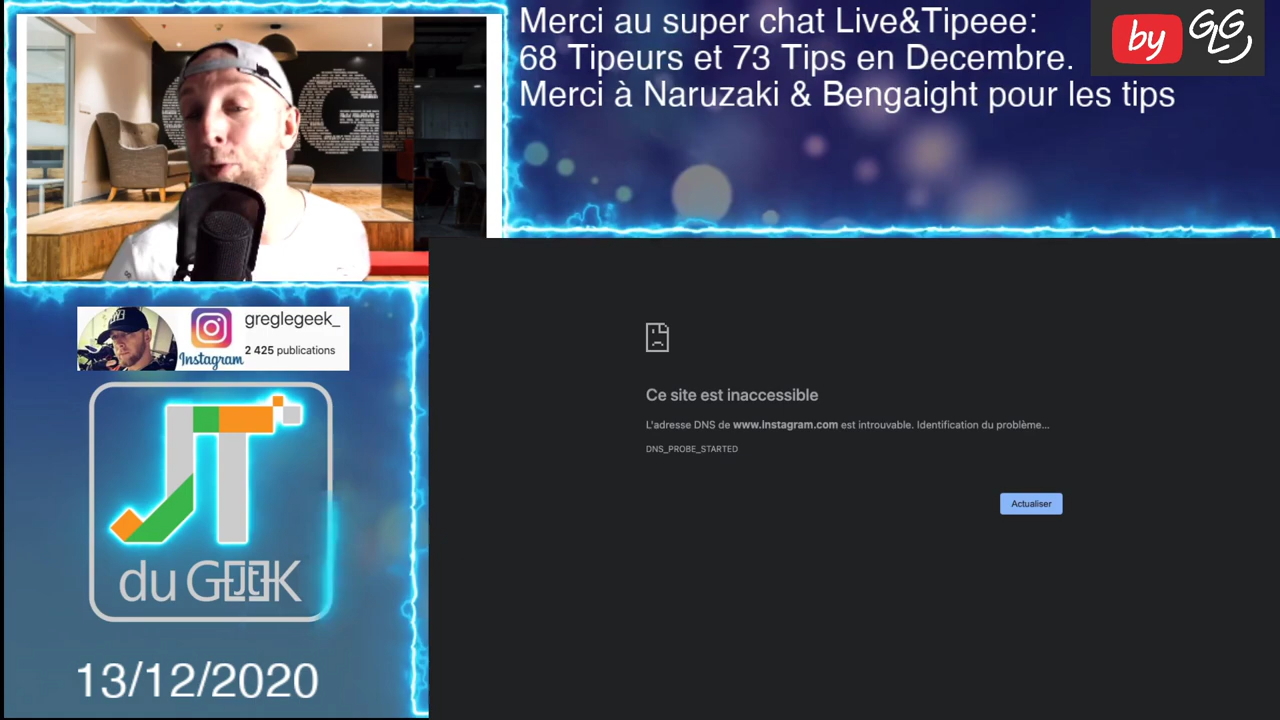 Merci au super chat Live&Tipeee:
68 Tipeurs et 73 Tips en Decembre.
Merci à Naruzaki & Bengaight pour les tips
by GLG
greglegeek_
Instagram
2 425 publications
Ce site est inaccessible
L'adresse DNS de www.instagram.com est introuvable. Identification du problème...
DNS_PROBE_STARTED
Actualiser
JT
du GEEK
13/12/2020